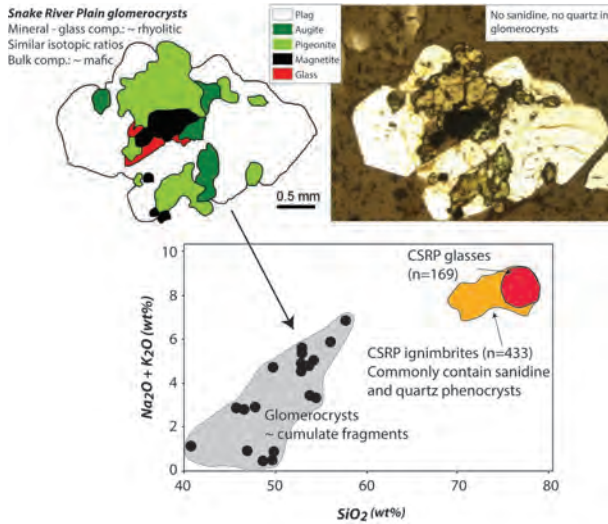 Snake River Plain glomerocrysts
Mineral - glass comp.: ~ rhyolitic
Similar isotopic ratios
Bulk comp.: ~ mafic
Plag
Augite
Pigeonite
Magnetite
Glass
0.5 mm
No sanidine, no quartz in
glomerocrysts
Na2O + K2O (wt%)
10
8
6
4
2
0
CSRP glasses
(n=169)
CSRP ignimbrites (n=433)
Commonly contain sanidine
and quartz phenocrysts
Glomerocrysts
~ cumulate fragments
40
50
60
70
80
SiO2 (wt%)